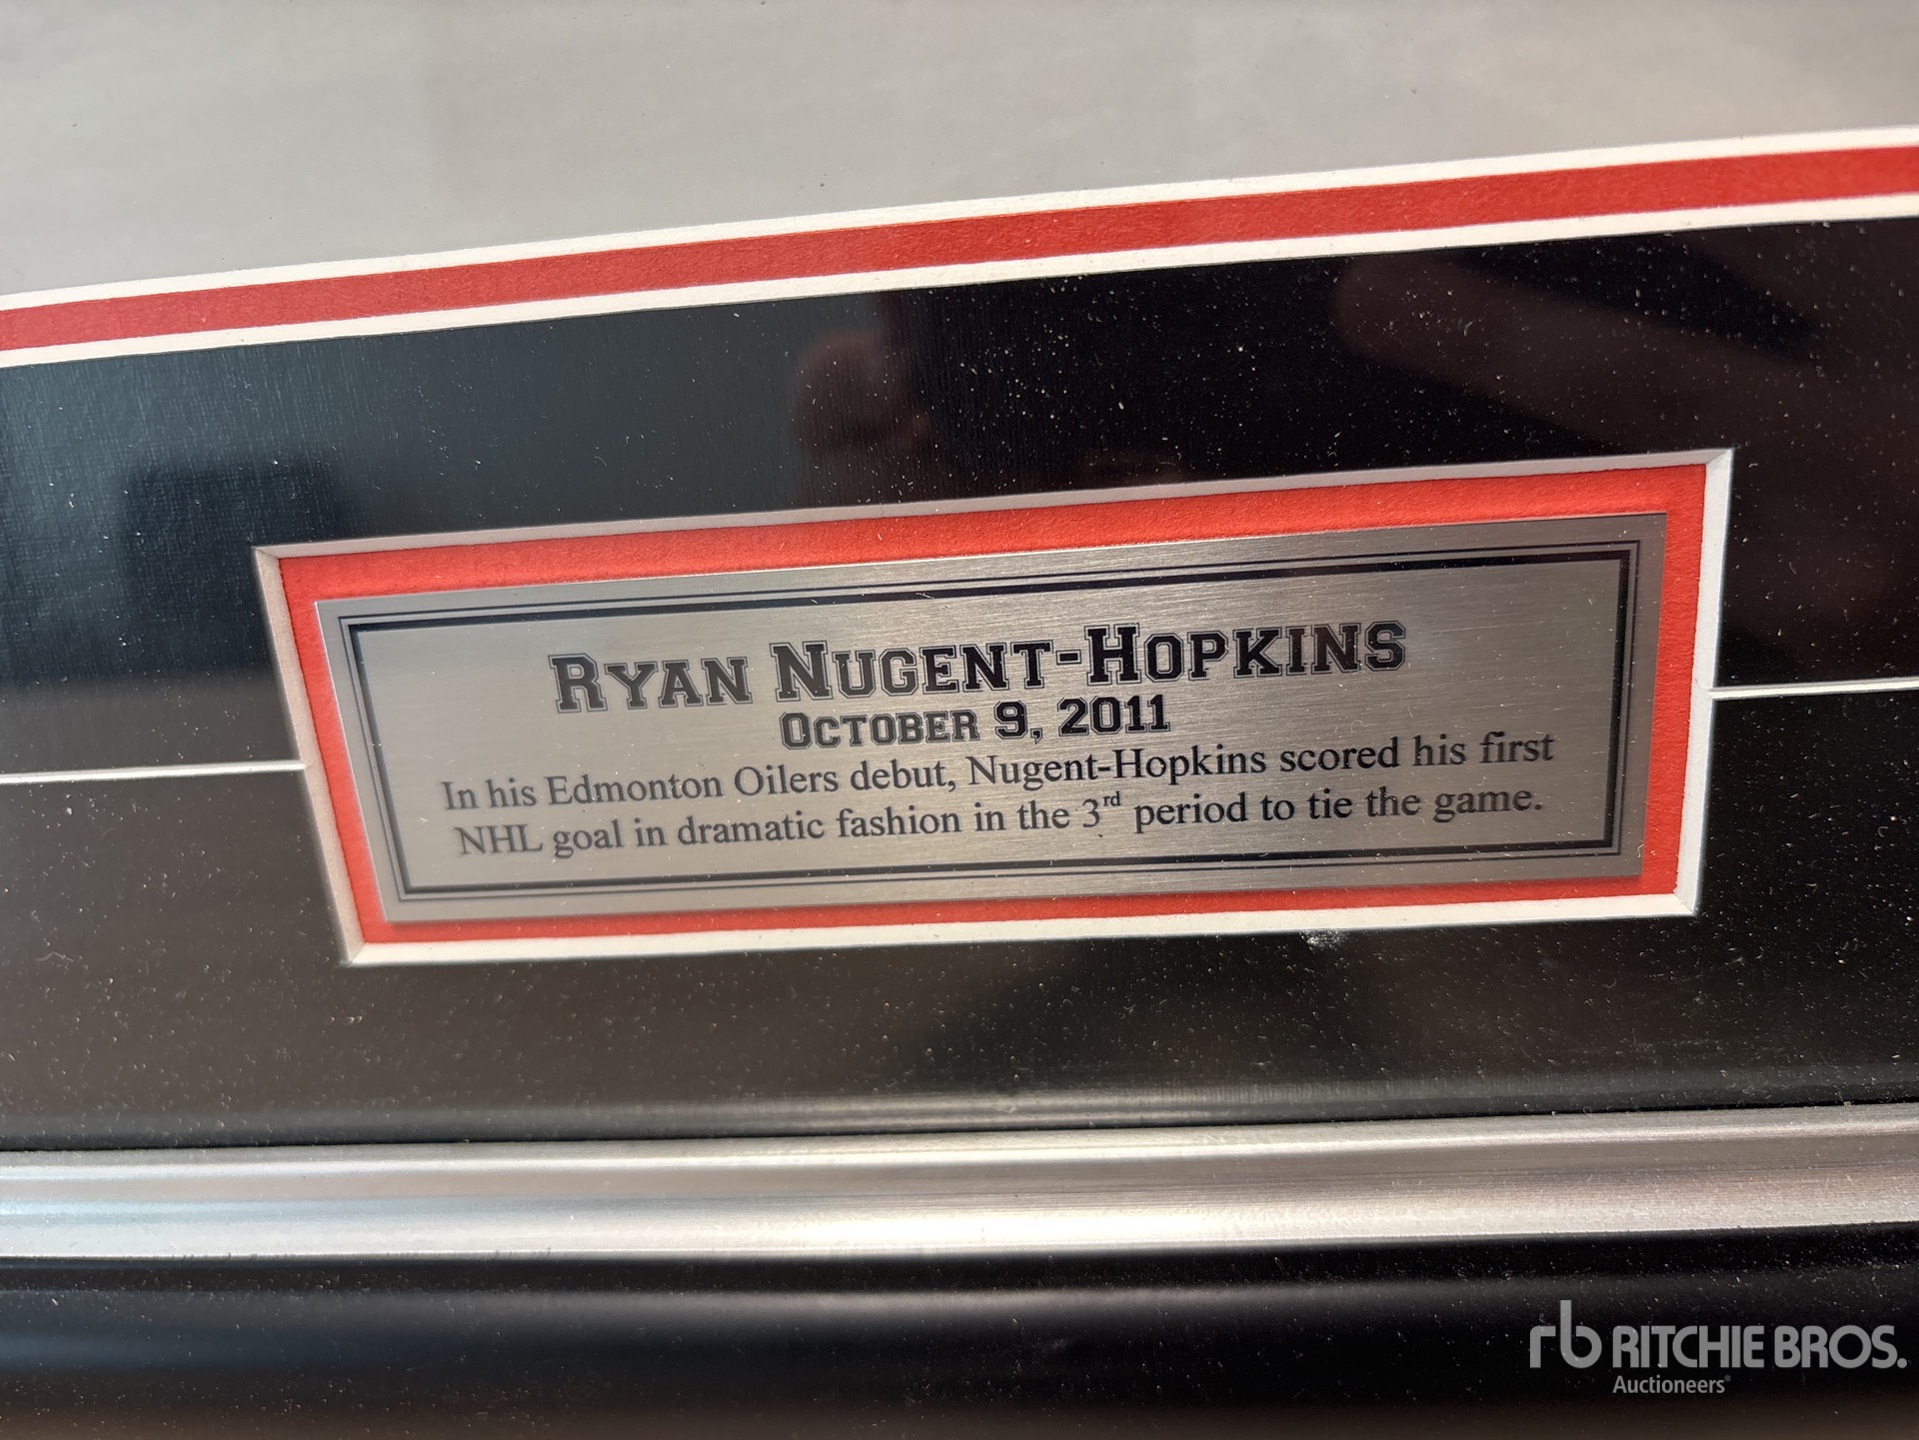 RYAN NUGENT-HOPKINS
OCTOBER 9, 2011
In his Edmonton Oilers debut, Nugent-Hopkins scored his first
NHL goal in dramatic fashion in the 3rd period to tie the game.
rb RITCHIE BROS.
Auctioneers®